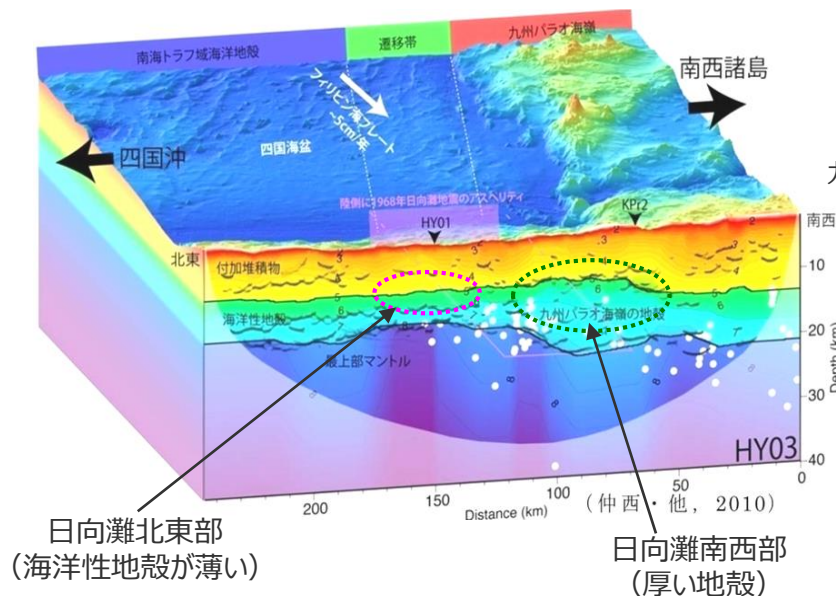 南海トラフ域海洋地殻
遷移帯
九州パラオ海嶺
南西諸島
フィリピン海プレート
~5cm/年
四国海盆
四国沖
陸側に1968年日向灘地震のアスペリティ
HY01
KPr2
北東
南西
付加堆積物
海洋性地殻
九州パラオ海嶺の地殻
最上部マントル
10
20
30
40
Depth (km)
HY03
200
150
100
50
0
Distance (km)
(仲西・他, 2010)
日向灘北東部
（海洋性地殻が薄い）
日向灘南西部
（厚い地殻）